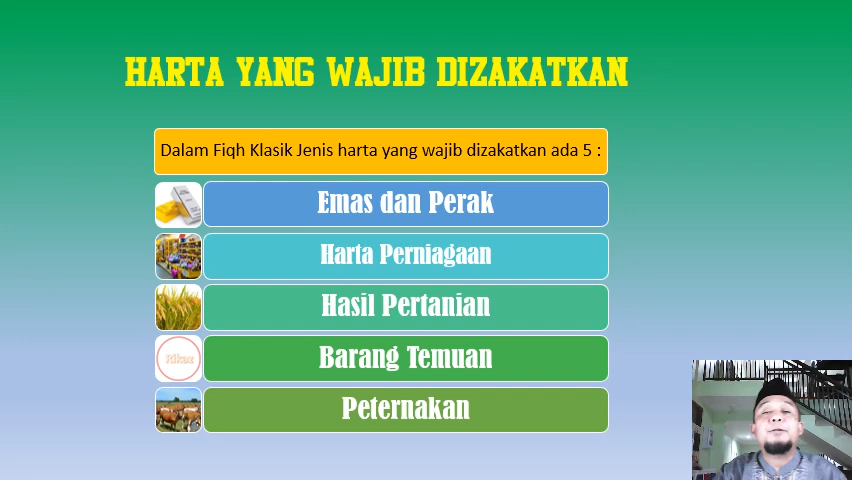 HARTA YANG WAJIB DIZAKATKAN
Dalam Fiqh Klasik Jenis harta yang wajib dizakatkan ada 5 :
Emas dan Perak
Harta Perniagaan
Hasil Pertanian
Rikaz
Barang Temuan
Peternakan